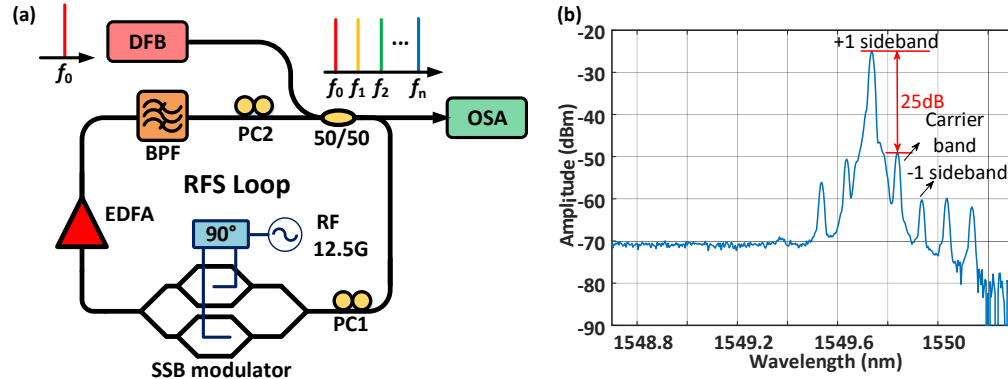 (a)
DFB
f0
f0 f1 f2 ... fn
BPF
PC2
50/50
OSA
RFS Loop
EDFA
90°
RF
12.5G
PC1
SSB modulator
(b)
-20
-30
-40
-50
-60
-70
-80
-90
Amplitude (dBm)
+1 sideband
25dB
Carrier
band
-1 sideband
1548.8 1549.2 1549.6 1550
Wavelength (nm)